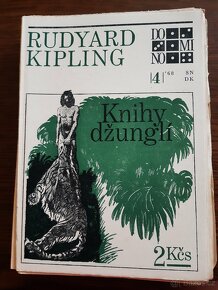 RUDYARD
KIPLING
DO
MI
NO
|4| '68 SN
DK
Knihy
džunglí
2Kčs